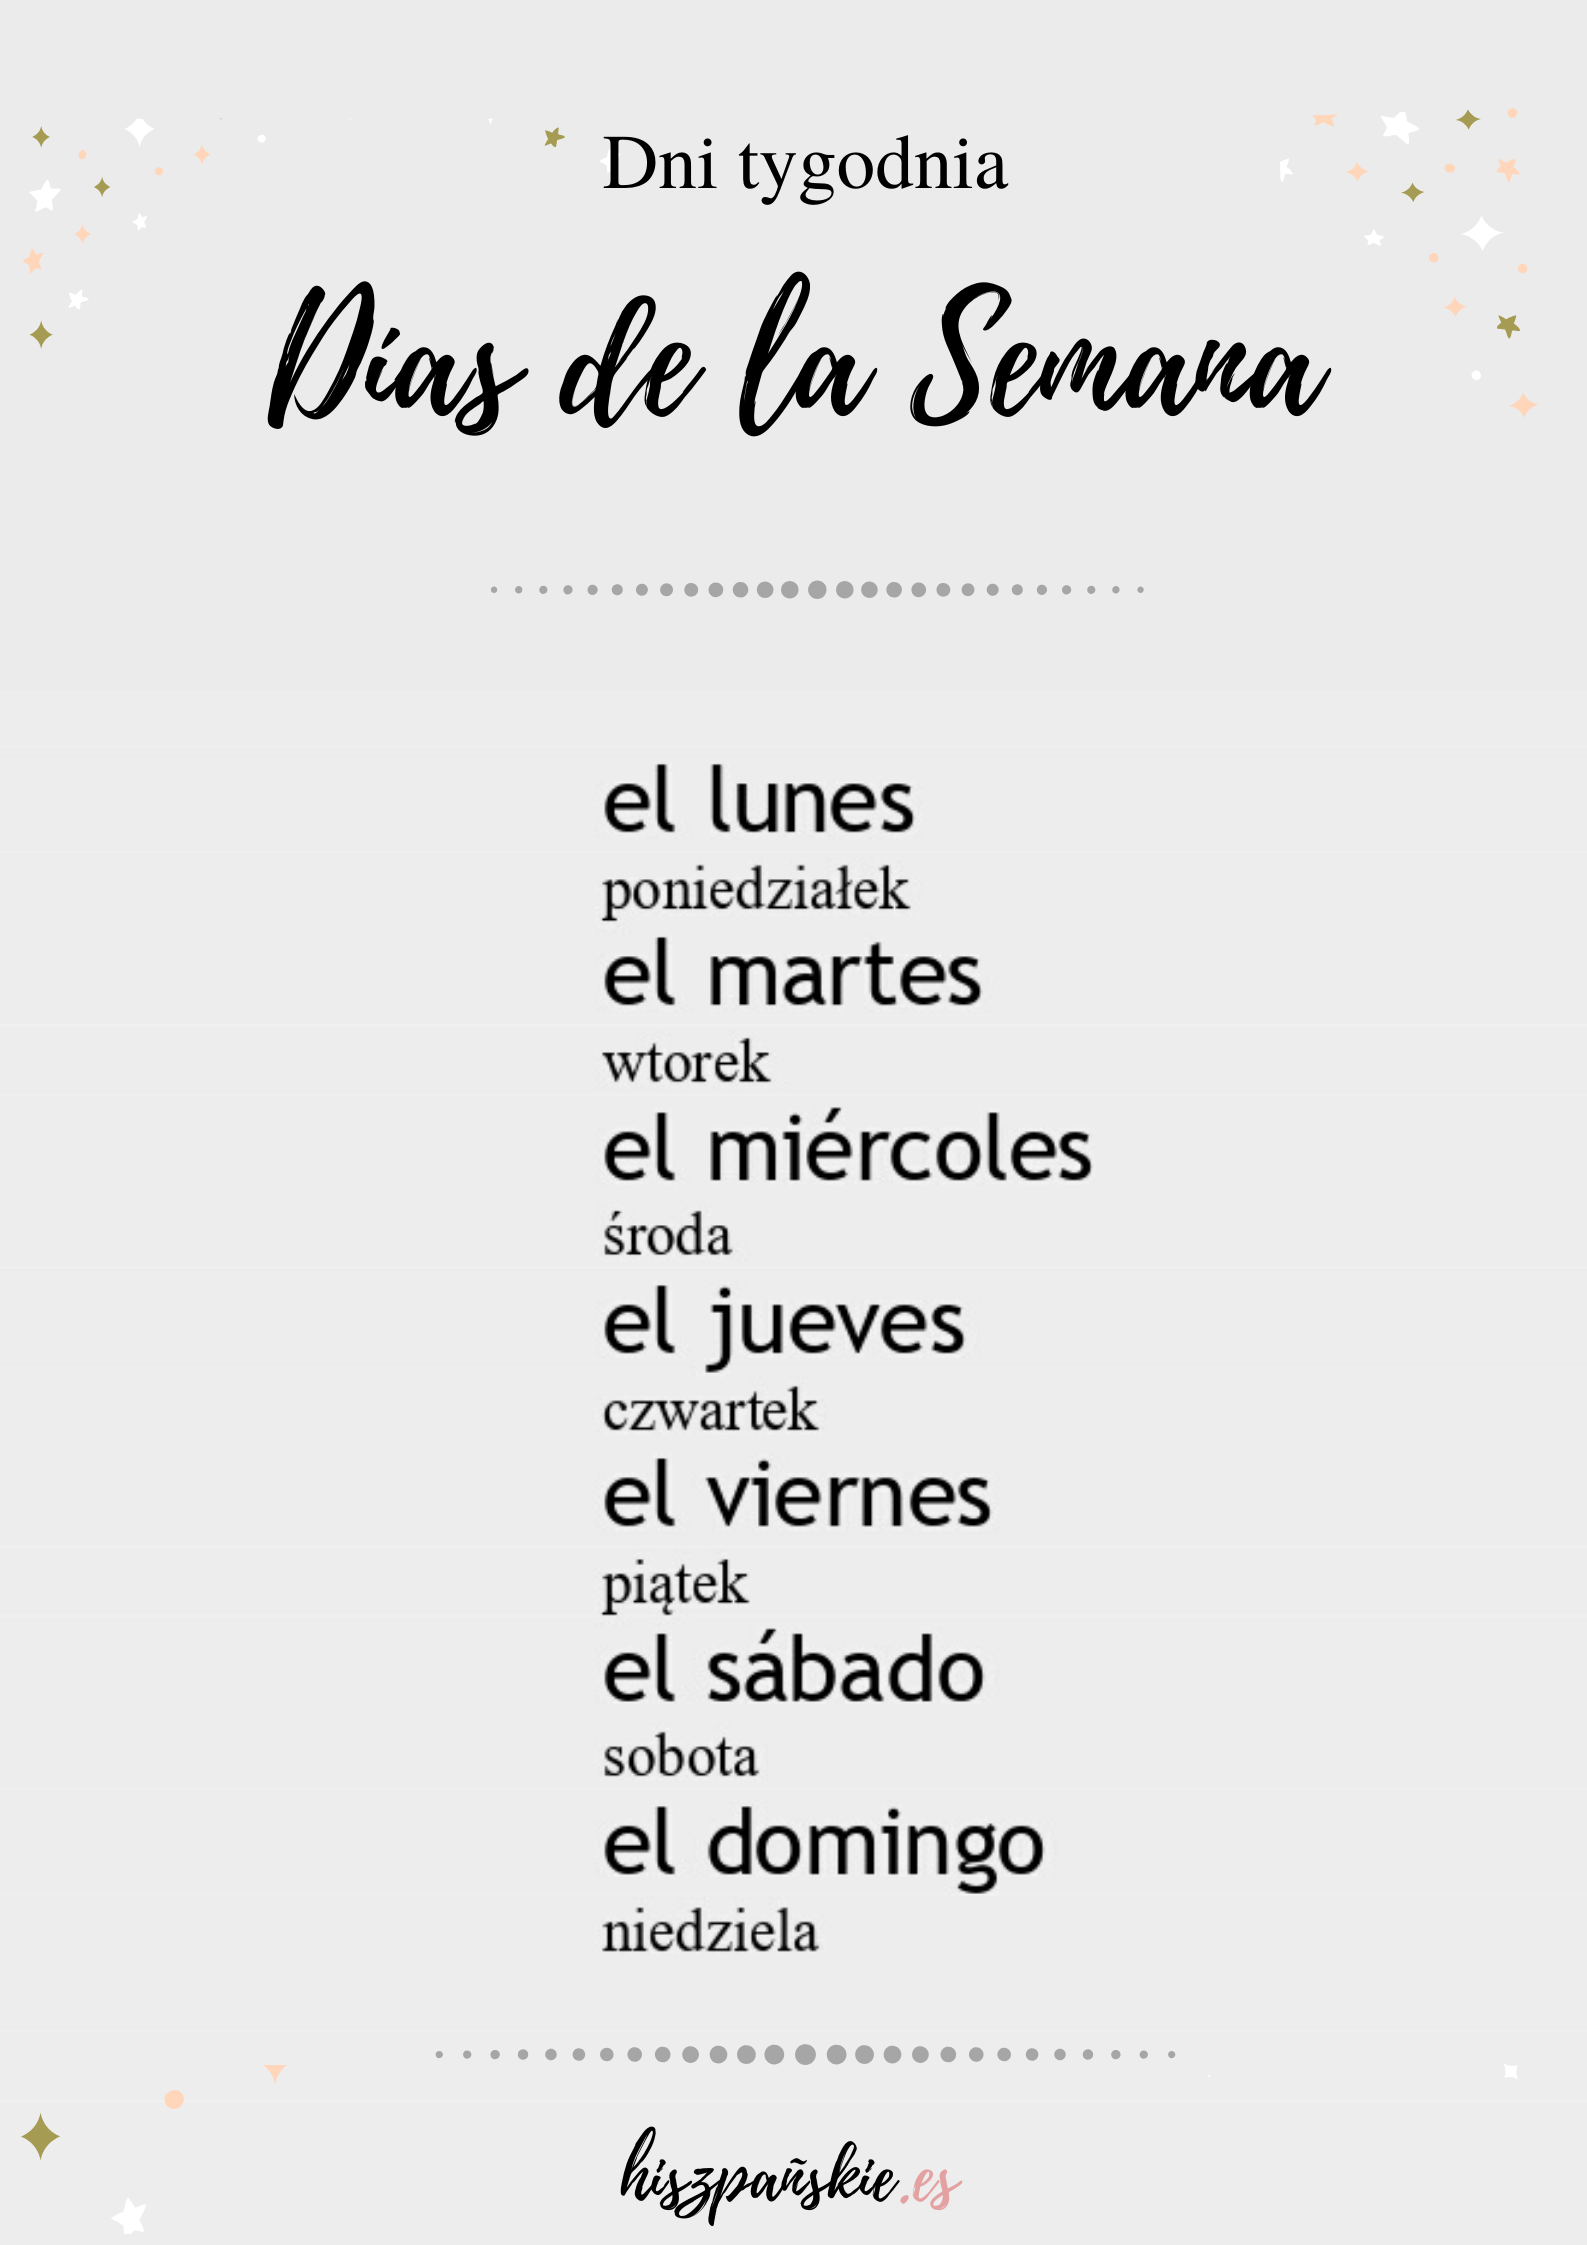 Dni tygodnia
Días de la Semana
el lunes
poniedziałek
el martes
wtorek
el miércoles
środa
el jueves
czwartek
el viernes
piątek
el sábado
sobota
el domingo
niedziela
hiszpañskie.es